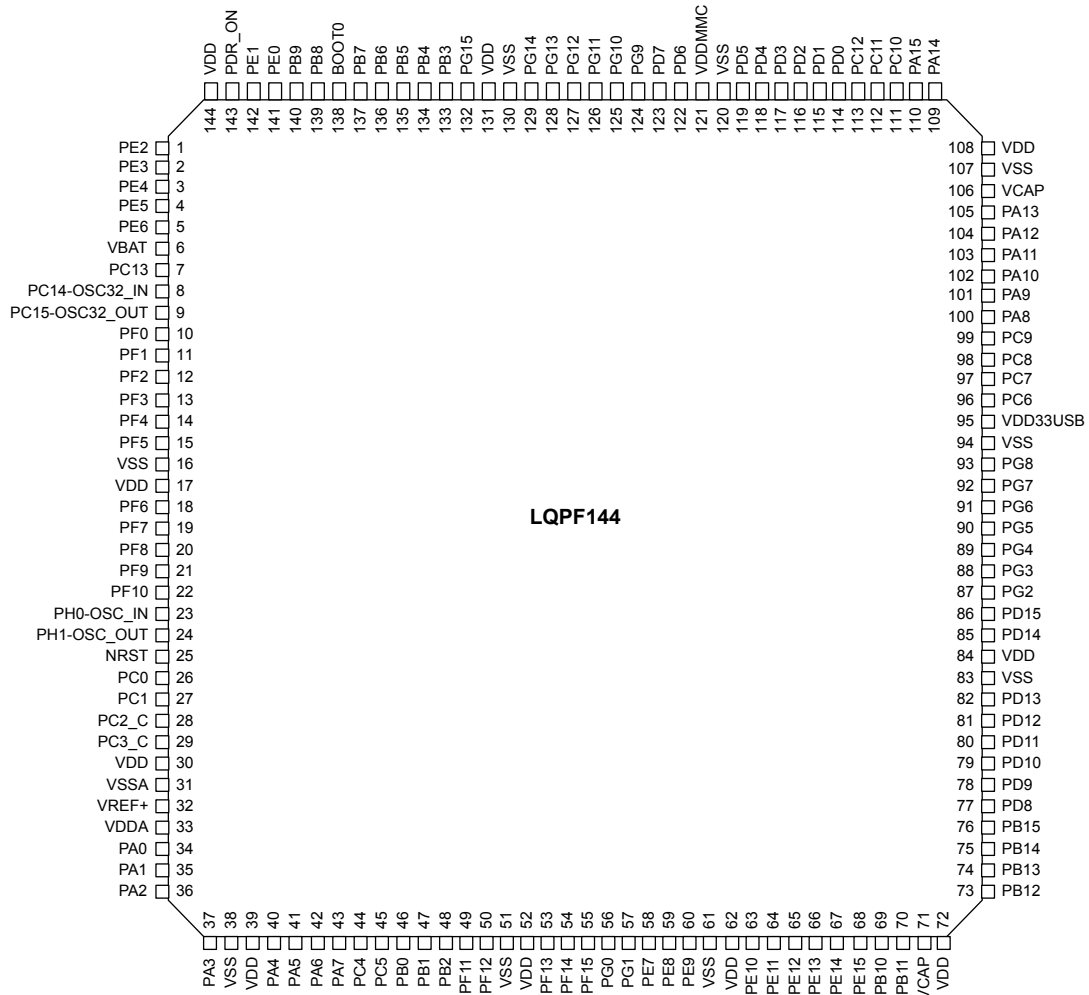 VDD
PDR_ON
PE1
PE0
PB9
PB8
BOOT0
PB7
PB6
PB5
PB4
PB3
PG15
VDD
VSS
PG14
PG13
PG12
PG11
PG10
PG9
PD7
PD6
VDDMMC
VSS
PD5
PD4
PD3
PD2
PD1
PD0
PC12
PC11
PC10
PA15
PA14
144
143
142
141
140
139
138
137
136
135
134
133
132
131
130
129
128
127
126
125
124
123
122
121
120
119
118
117
116
115
114
113
112
111
110
109
PE2 1
PE3 2
PE4 3
PE5 4
PE6 5
VBAT 6
PC13 7
PC14-OSC32_IN 8
PC15-OSC32_OUT 9
PF0 10
PF1 11
PF2 12
PF3 13
PF4 14
PF5 15
VSS 16
VDD 17
PF6 18
PF7 19
PF8 20
PF9 21
PF10 22
PH0-OSC_IN 23
PH1-OSC_OUT 24
NRST 25
PC0 26
PC1 27
PC2_C 28
PC3_C 29
VDD 30
VSSA 31
VREF+ 32
VDDA 33
PA0 34
PA1 35
PA2 36
LQPF144
108 VDD
107 VSS
106 VCAP
105 PA13
104 PA12
103 PA11
102 PA10
101 PA9
100 PA8
99 PC9
98 PC8
97 PC7
96 PC6
95 VDD33USB
94 VSS
93 PG8
92 PG7
91 PG6
90 PG5
89 PG4
88 PG3
87 PG2
86 PD15
85 PD14
84 VDD
83 VSS
82 PD13
81 PD12
80 PD11
79 PD10
78 PD9
77 PD8
76 PB15
75 PB14
74 PB13
73 PB12
37
38
39
40
41
42
43
44
45
46
47
48
49
50
51
52
53
54
55
56
57
58
59
60
61
62
63
64
65
66
67
68
69
70
71
72
PA3
VSS
VDD
PA4
PA5
PA6
PA7
PC4
PC5
PB0
PB1
PB2
PF11
PF12
VSS
VDD
PF13
PF14
PF15
PG0
PG1
PE7
PE8
PE9
VSS
VDD
PE10
PE11
PE12
PE13
PE14
PE15
PB10
PB11
VCAP
VDD